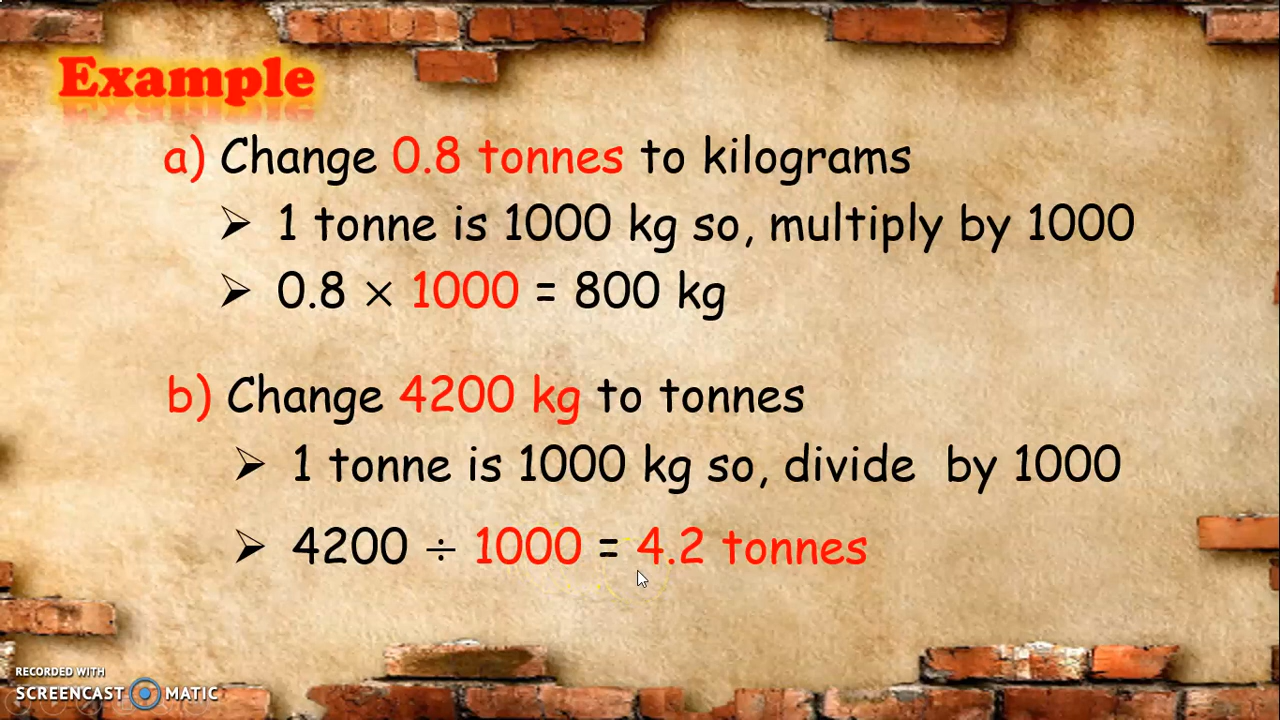 Example
a) Change 0.8 tonnes to kilograms
➢ 1 tonne is 1000 kg so, multiply by 1000
➢ 0.8 × 1000 = 800 kg
b) Change 4200 kg to tonnes
➢ 1 tonne is 1000 kg so, divide by 1000
➢ 4200 ÷ 1000 = 4.2 tonnes
RECORDED WITH
SCREENCAST MATIC